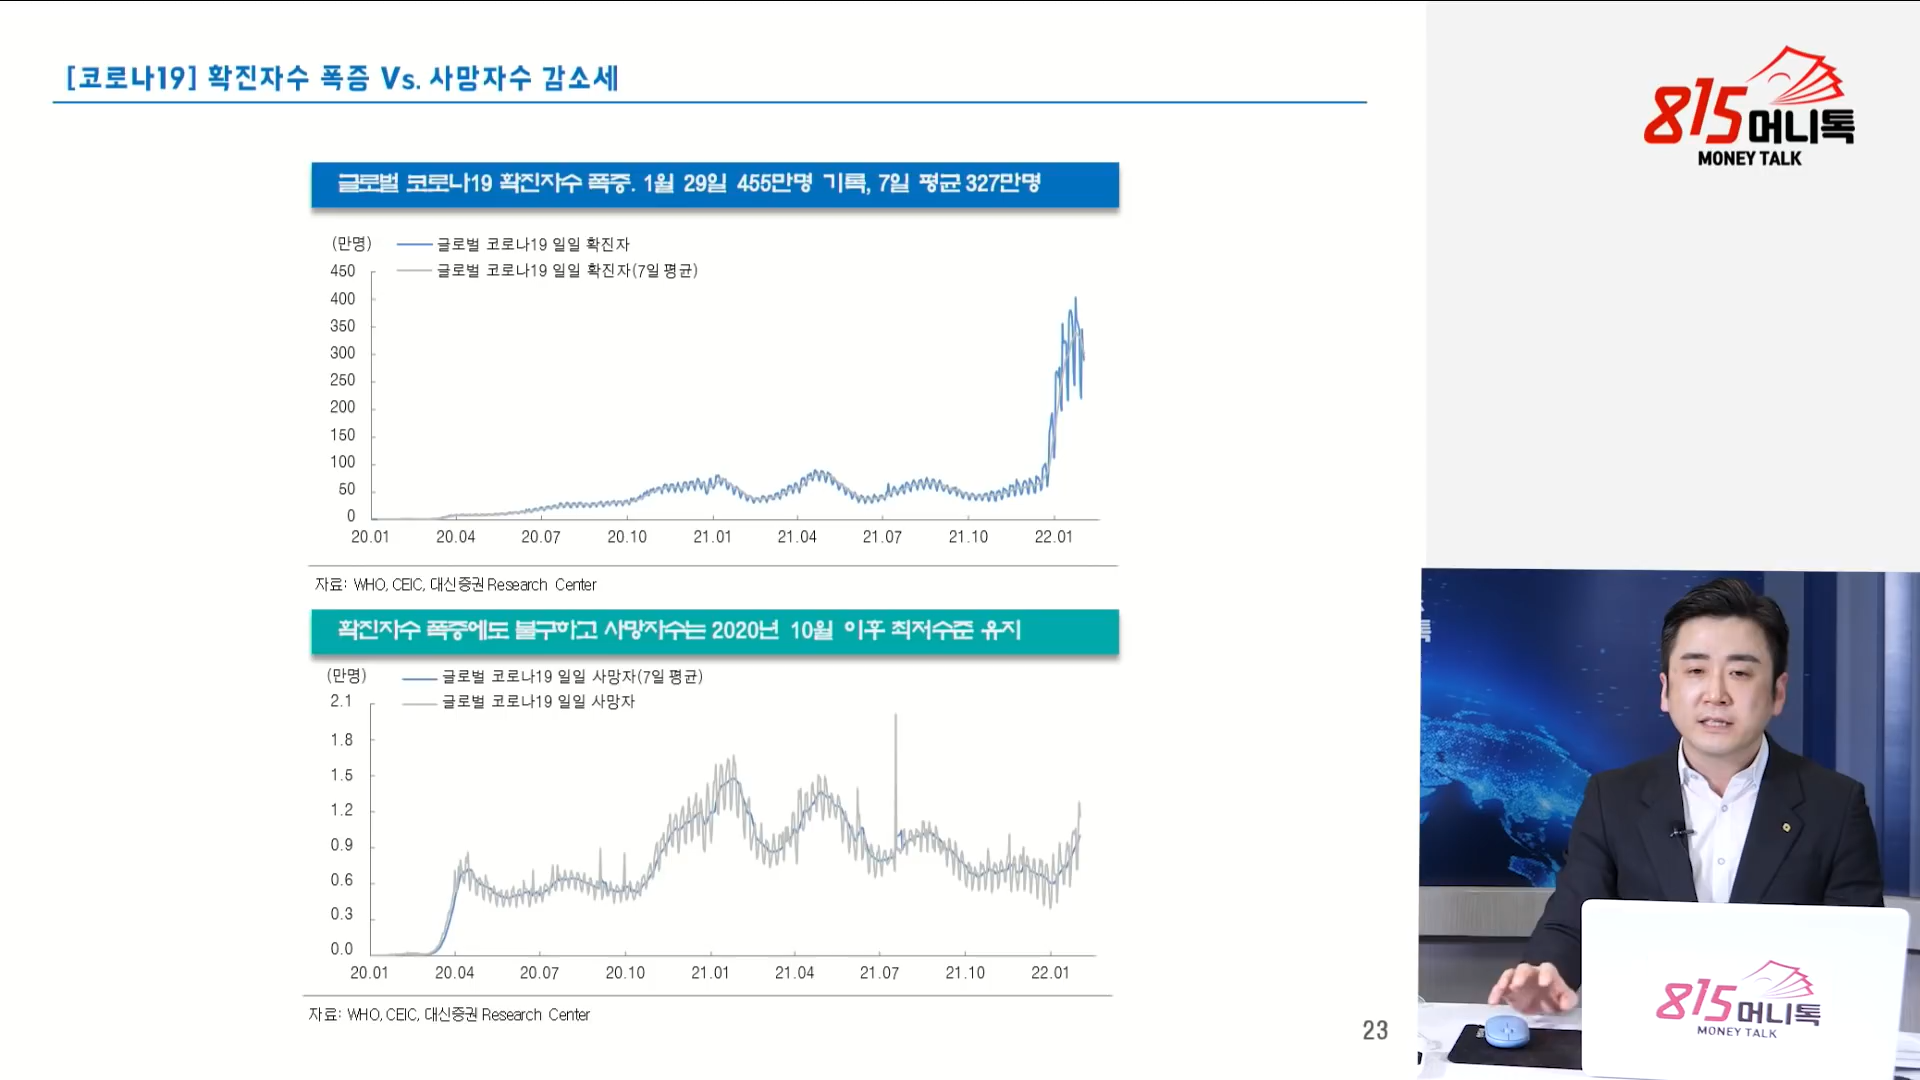 [코로나19] 확진자수 폭증 Vs. 사망자수 감소세
815머니톡
MONEY TALK
글로벌 코로나19 확진자수 폭증. 1월 29일 455만명 기록, 7일 평균 327만명
(만명)
글로벌 코로나19 일일 확진자
글로벌 코로나19 일일 확진자(7일 평균)
450
400
350
300
250
200
150
100
50
0
20.01 20.04 20.07 20.10 21.01 21.04 21.07 21.10 22.01
자료: WHO, CEIC, 대신증권 Research Center
확진자수 폭증에도 불구하고 사망자수는 2020년 10월 이후 최저수준 유지
(만명)
글로벌 코로나19 일일 사망자(7일 평균)
글로벌 코로나19 일일 사망자
2.1
1.8
1.5
1.2
0.9
0.6
0.3
0.0
20.01 20.04 20.07 20.10 21.01 21.04 21.07 21.10 22.01
자료: WHO, CEIC, 대신증권 Research Center
23
815머니톡
MONEY TALK